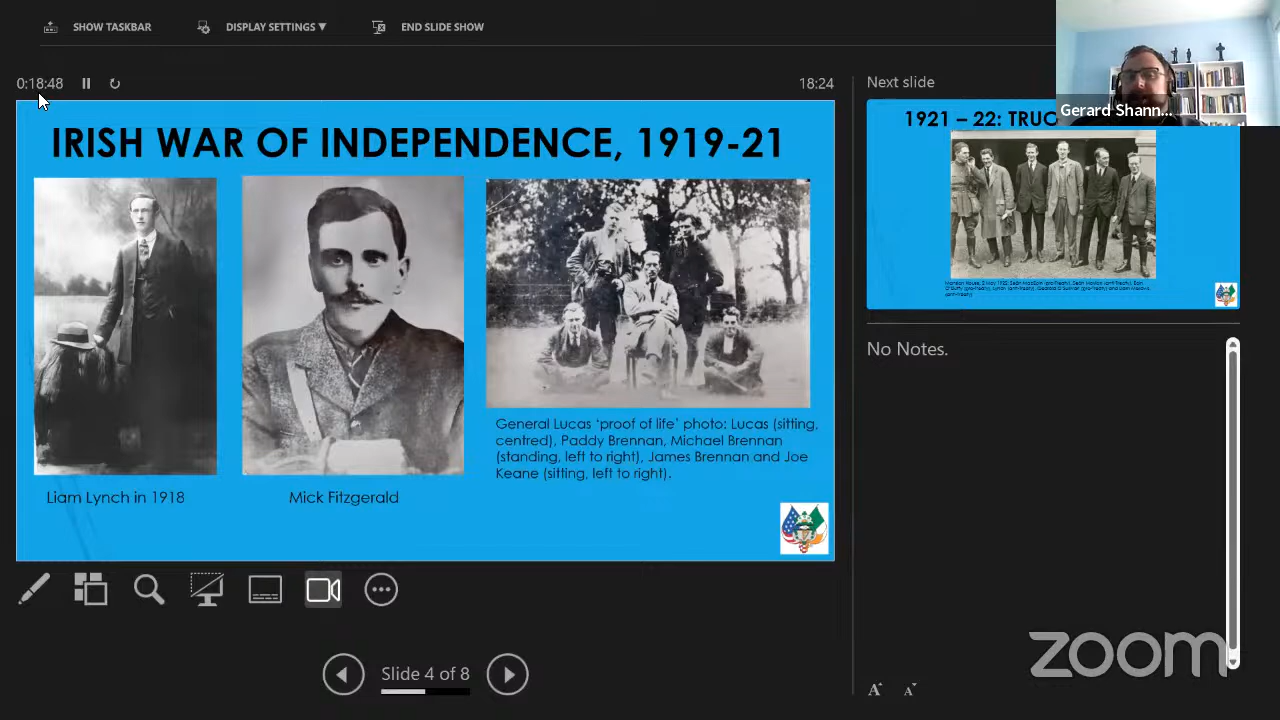 SHOW TASKBAR
DISPLAY SETTINGS ▼
END SLIDE SHOW
0:18:48
18:24
IRISH WAR OF INDEPENDENCE, 1919-21
Liam Lynch in 1918
Mick Fitzgerald
General Lucas ‘proof of life’ photo: Lucas (sitting,
centred), Paddy Brennan, Michael Brennan
(standing, left to right), James Brennan and Joe
Keane (sitting, left to right).
Slide 4 of 8
Next slide
1921 – 22: TRUC
Gerard Shann...
No Notes.
A A
zoom